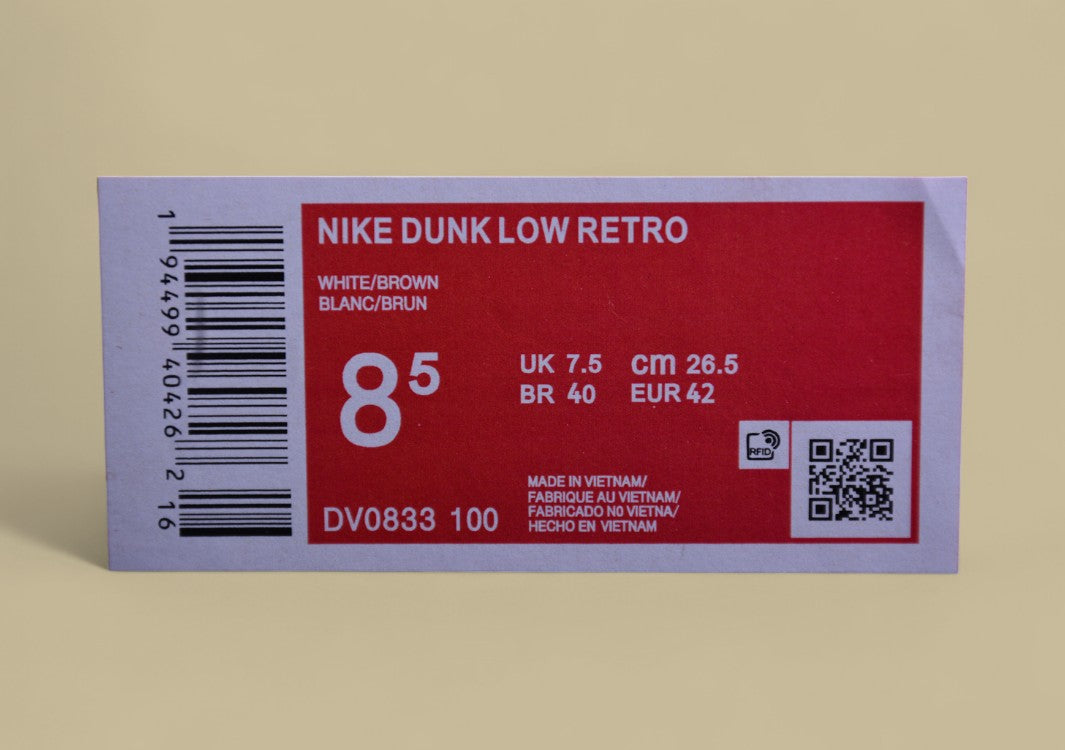 1 94499 40426 2 16
NIKE DUNK LOW RETRO
WHITE/BROWN
BLANC/BRUN
8 5
UK 7.5 cm 26.5
BR 40 EUR 42
RFID
MADE IN VIETNAM/
FABRIQUE AU VIETNAM/
FABRICADO NO VIETNA/
HECHO EN VIETNAM
DV0833 100